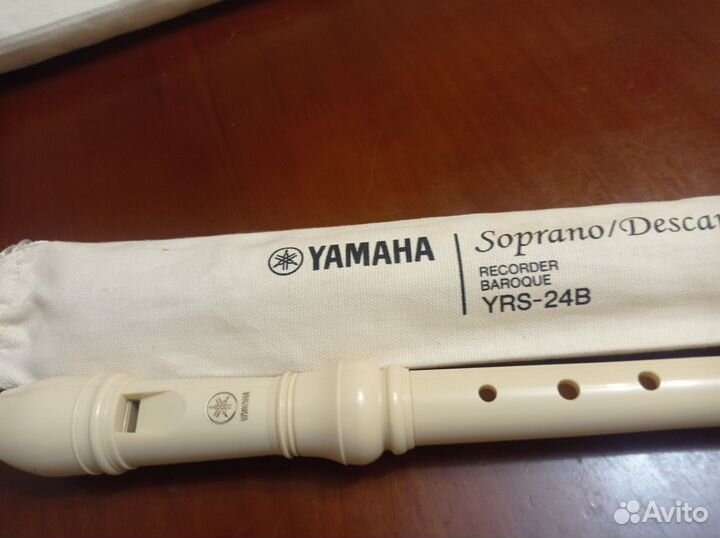 YAMAHA
Soprano/Descan
RECORDER
BAROQUE
YRS-24B
YAMAHA
Avito